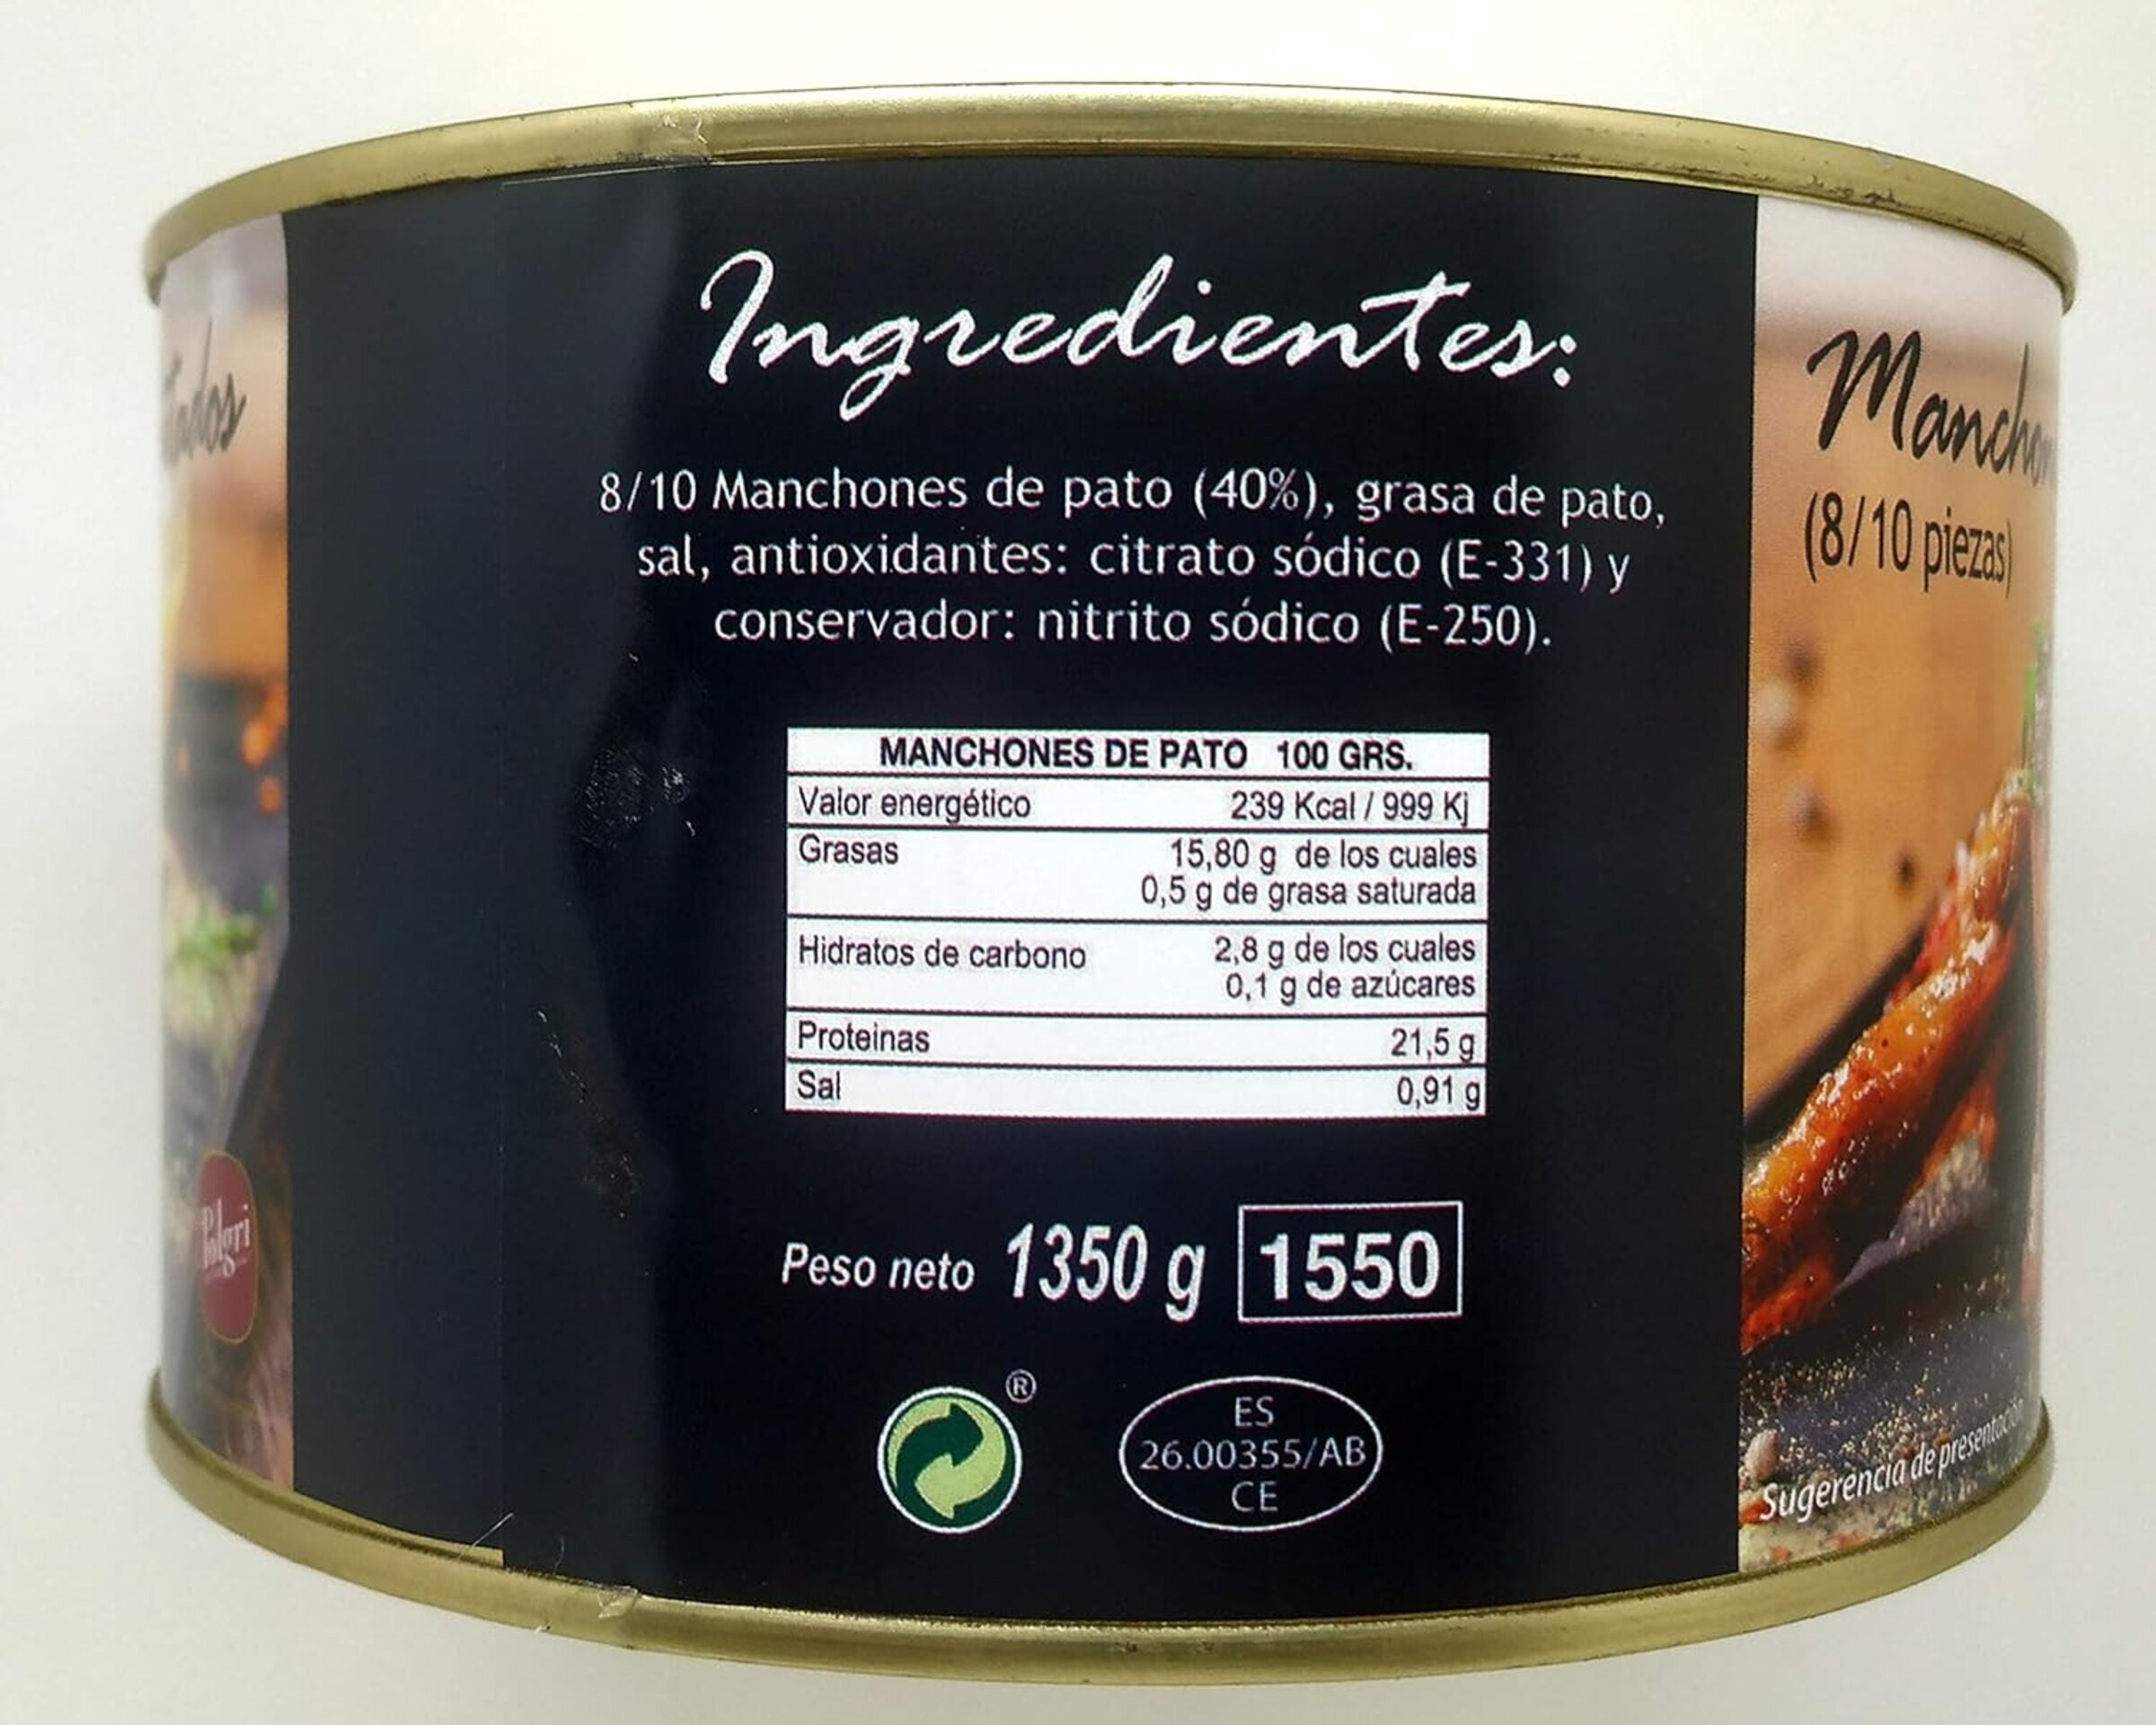 Ingredientes:
8/10 Manchones de pato (40%), grasa de pato,
sal, antioxidantes: citrato sódico (E-331) y
conservador: nitrito sódico (E-250).
MANCHONES DE PATO 100 GRS.
Valor energético 239 Kcal / 999 Kj
Grasas 15,80 g de los cuales
0,5 g de grasa saturada
Hidratos de carbono 2,8 g de los cuales
0,1 g de azúcares
Proteinas 21,5 g
Sal 0,91 g
Peso neto 1350 g 1550
®
ES
26.00355/AB
CE
Polgri
(8/10 piezas)
Sugerencia de presentación